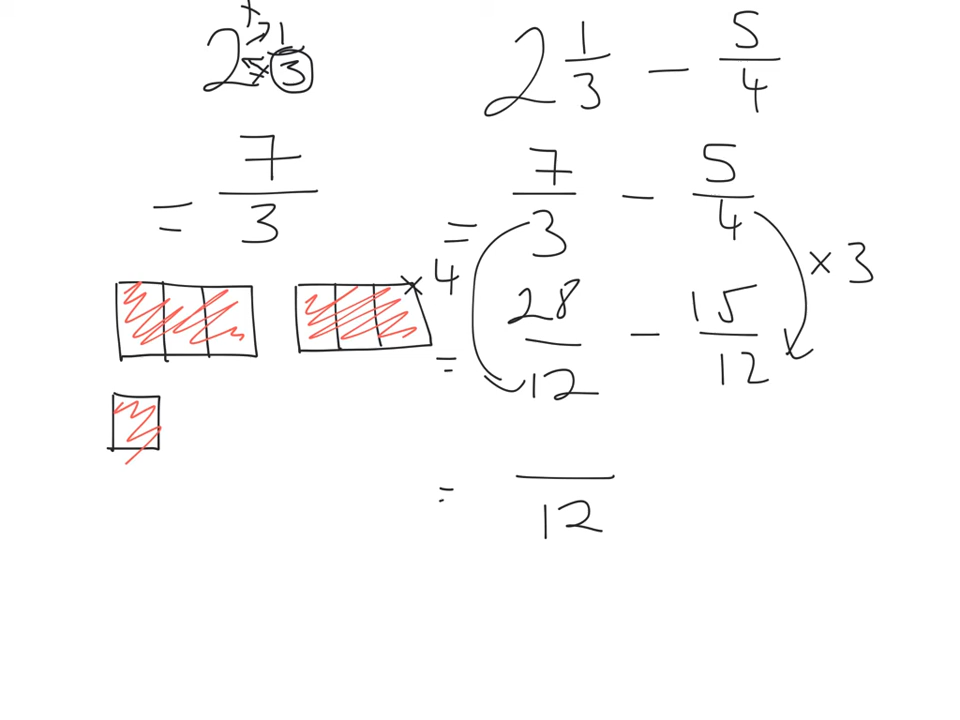 2 + 1/3 ×
= 7/3
2 1/3 - 5/4
= 7/3 - 5/4
× 4
× 3
= 28/12 - 15/12
= /12